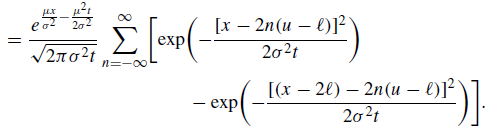 = \frac{e^{\frac{\mu x}{\sigma^2} - \frac{\mu^2 t}{2\sigma^2}}}{\sqrt{2\pi\sigma^2 t}} \sum_{n=-\infty}^{\infty} \left[ \exp\left( -\frac{[x - 2n(u - \ell)]^2}{2\sigma^2 t} \right)
- \exp\left( -\frac{[(x - 2\ell) - 2n(u - \ell)]^2}{2\sigma^2 t} \right) \right].